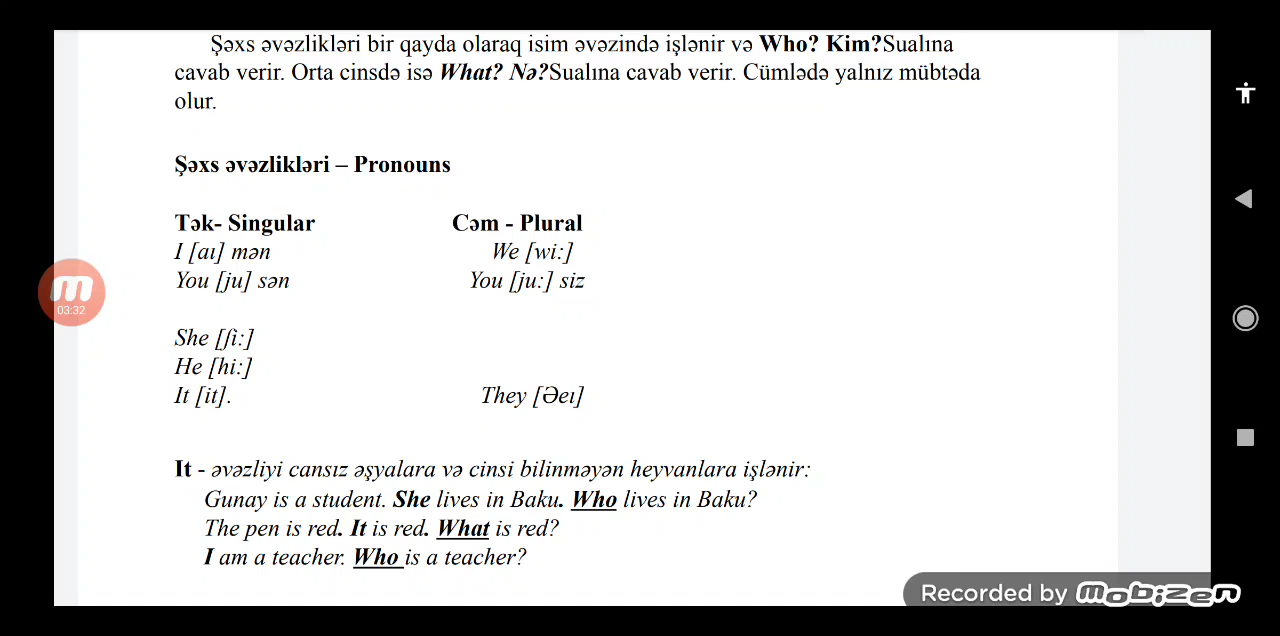 Şəxs əvəzlikləri bir qayda olaraq isim əvəzində işlənir və Who? Kim?Sualına
cavab verir. Orta cinsdə isə What? Nə?Sualına cavab verir. Cümlədə yalnız mübtəda
olur.
Şəxs əvəzlikləri – Pronouns
Tək- Singular Cəm - Plural
I [aı] mən We [wi:]
You [ju] sən You [ju:] siz
She [ʃi:]
He [hi:]
It [it]. They [Əeı]
It - əvəzliyi cansız əşyalara və cinsi bilinməyən heyvanlara işlənir:
Gunay is a student. She lives in Baku. Who lives in Baku?
The pen is red. It is red. What is red?
I am a teacher. Who is a teacher?
03:32
Recorded by mobizen